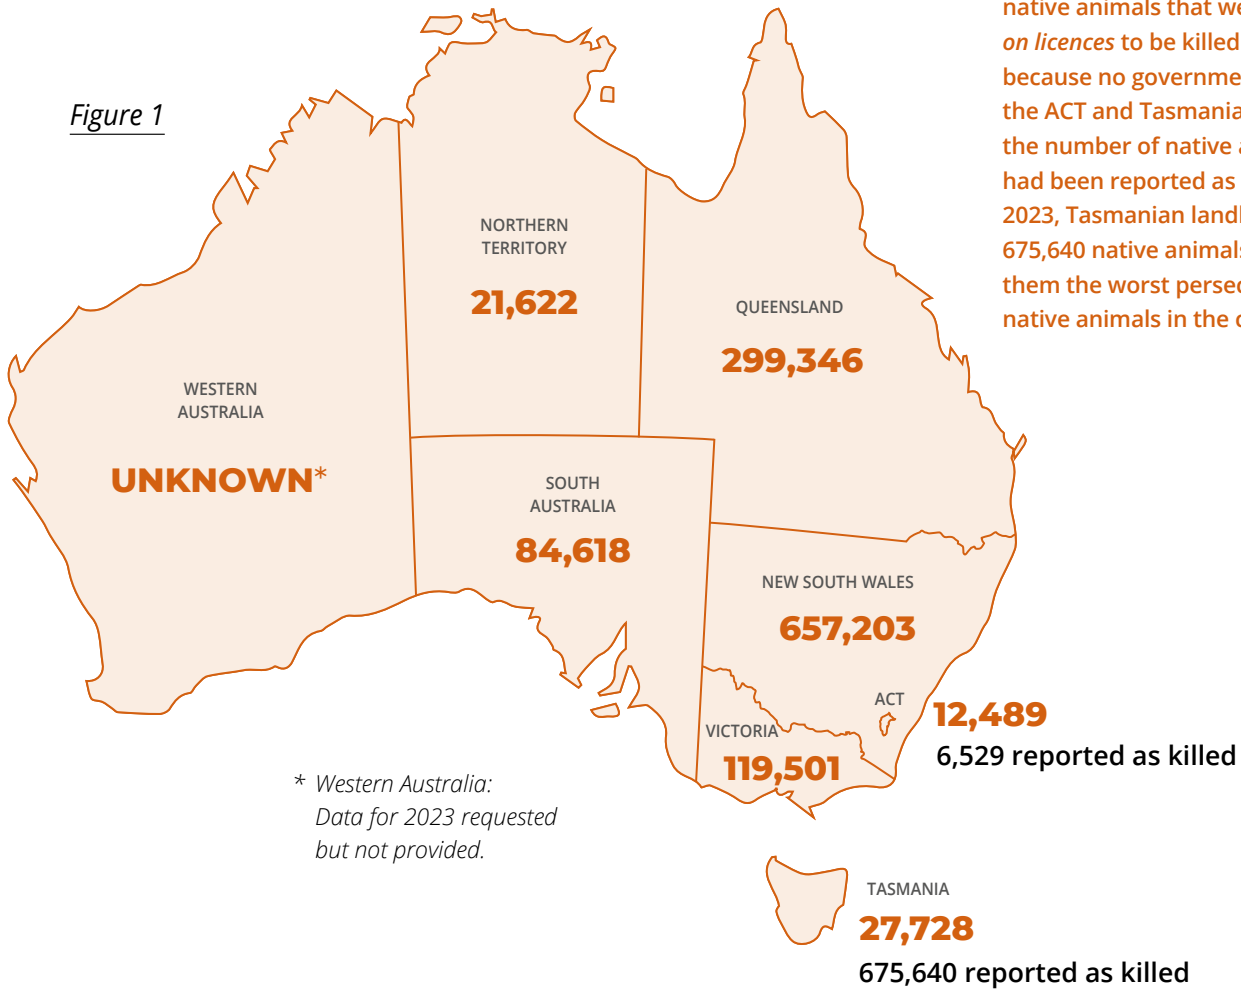 native animals that we
on licences to be killed
because no governme
the ACT and Tasmania
the number of native a
had been reported as
2023, Tasmanian landh
675,640 native animals
them the worst persec
native animals in the c
Figure 1
NORTHERN
TERRITORY
21,622
QUEENSLAND
299,346
WESTERN
AUSTRALIA
UNKNOWN*
SOUTH
AUSTRALIA
84,618
NEW SOUTH WALES
657,203
ACT
12,489
6,529 reported as killed
VICTORIA
119,501
* Western Australia:
Data for 2023 requested
but not provided.
TASMANIA
27,728
675,640 reported as killed